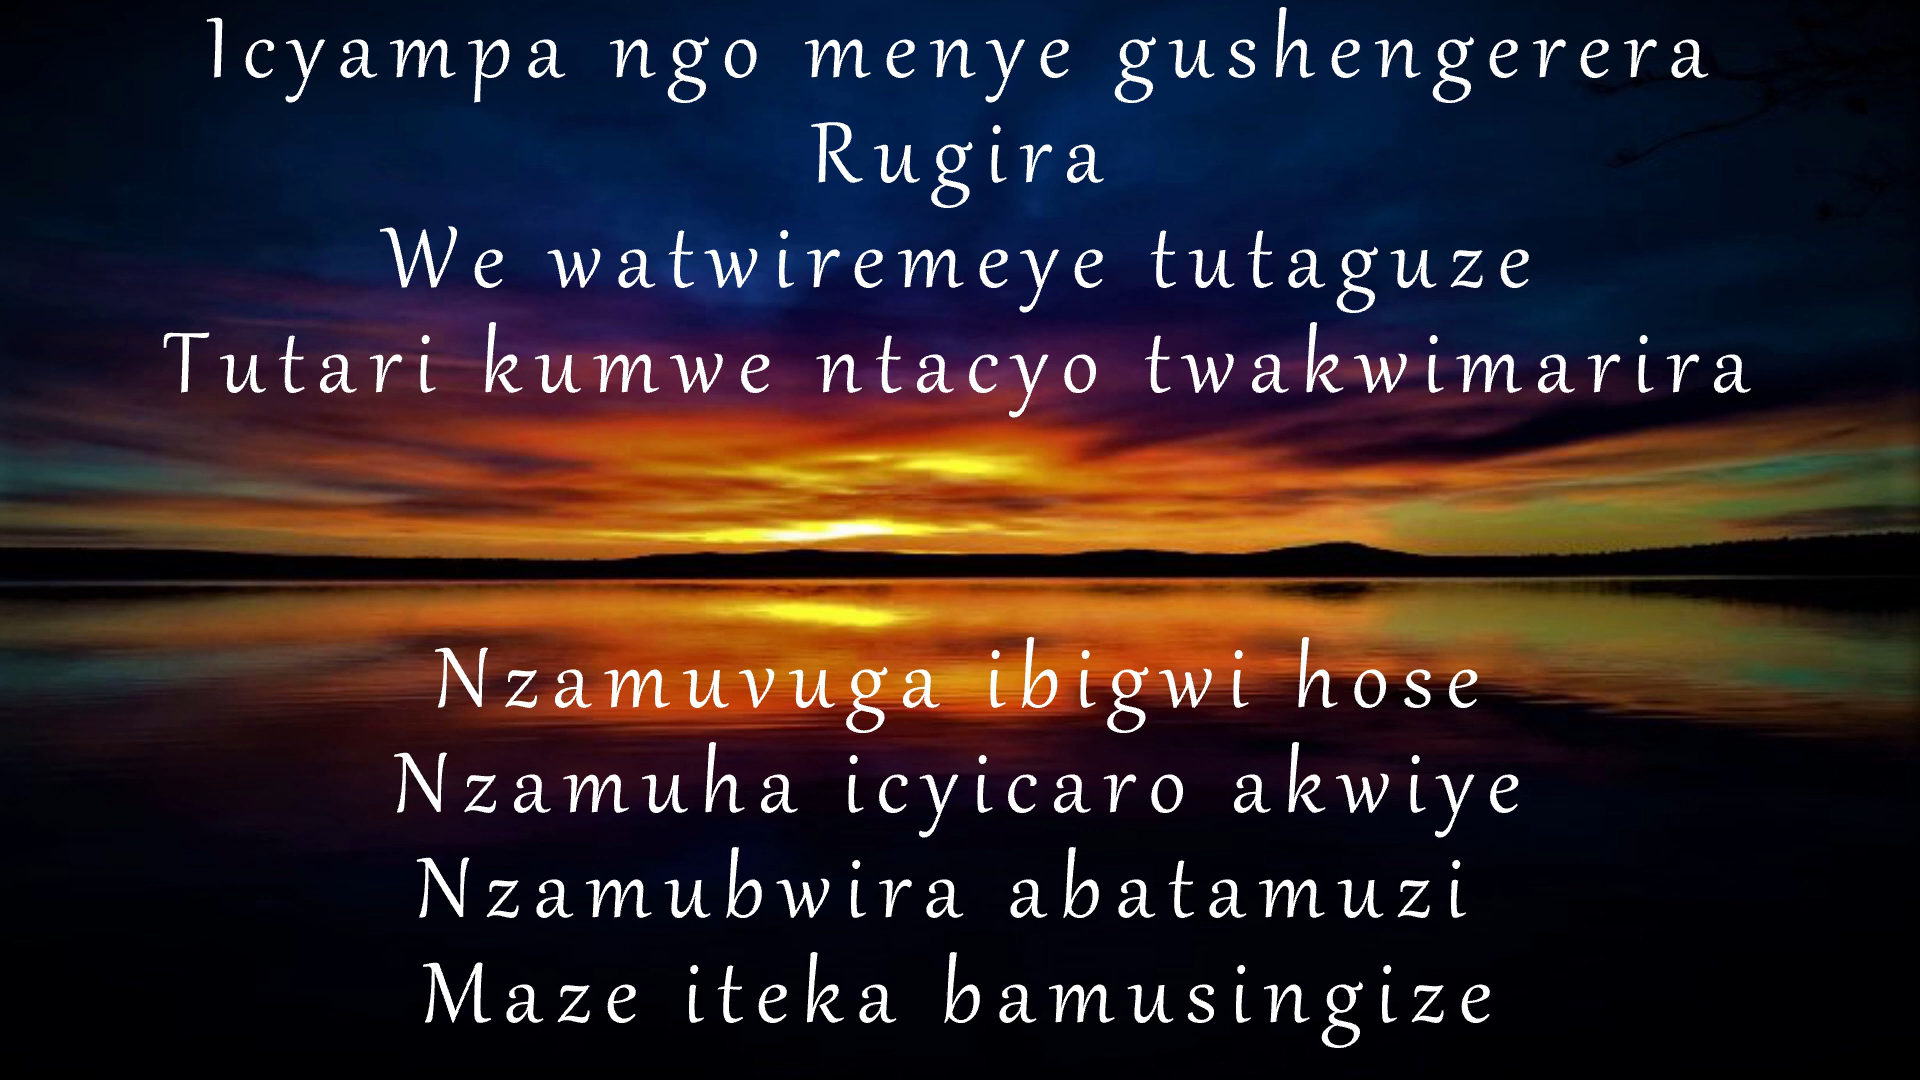 Icyampa ngo menye gushengerera
Rugira
We watwiremeye tutaguze
Tutari kumwe ntacyo twakwimarira
Nzamuvuga ibigwi hose
Nzamuha icyicaro akwiye
Nzamubwira abatamuzi
Maze iteka bamusingize